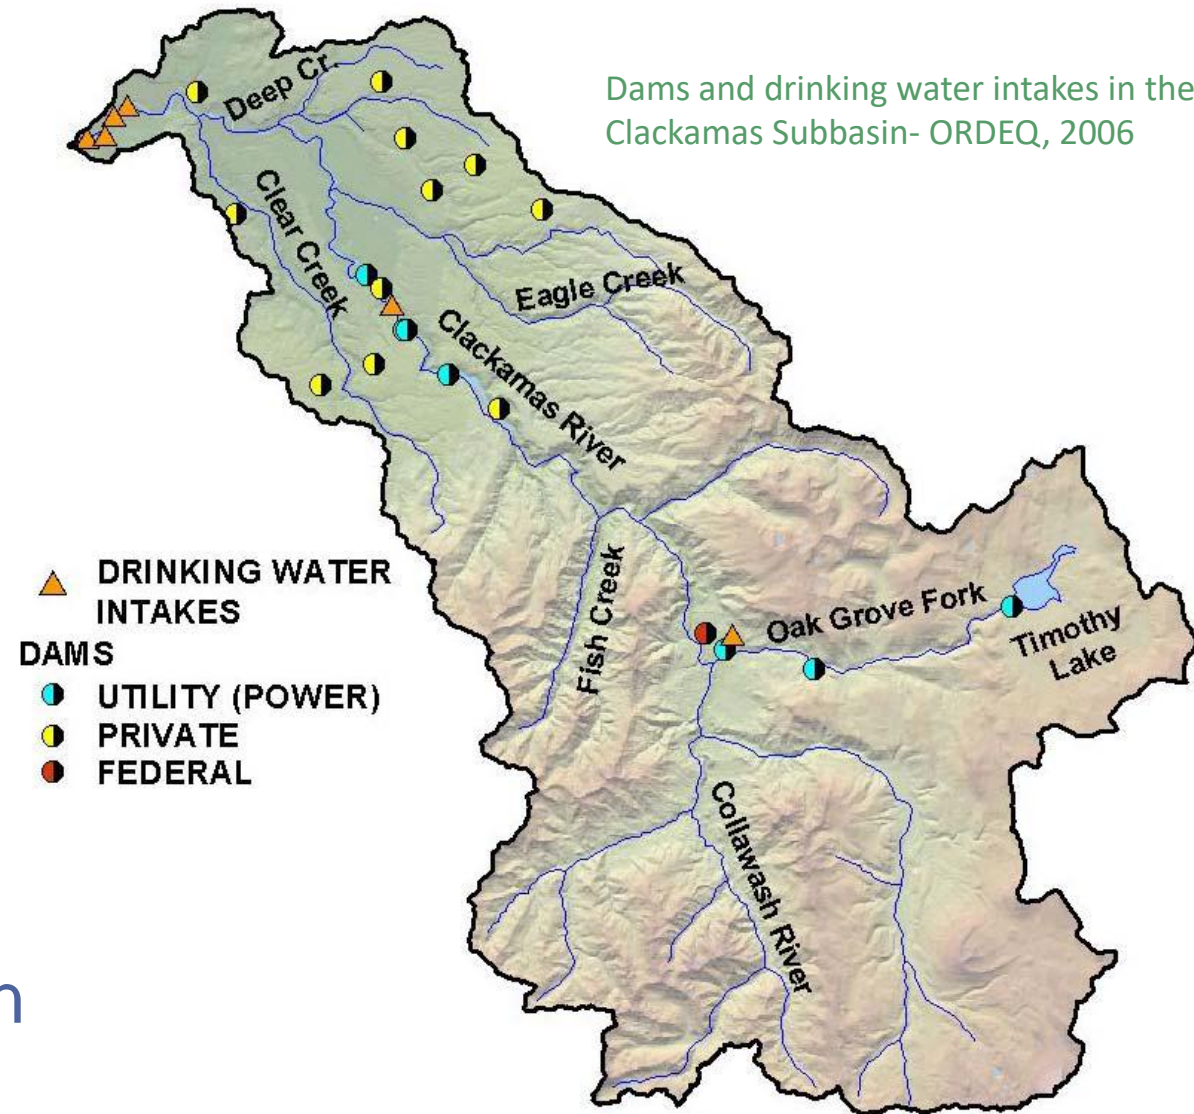 Dams and drinking water intakes in the
Clackamas Subbasin- ORDEQ, 2006
Deep Cr.
Clear Creek
Eagle Creek
Clackamas River
DRINKING WATER
INTAKES
DAMS
UTILITY (POWER)
PRIVATE
FEDERAL
Fish Creek
Oak Grove Fork
Timothy
Lake
Collawash River
n